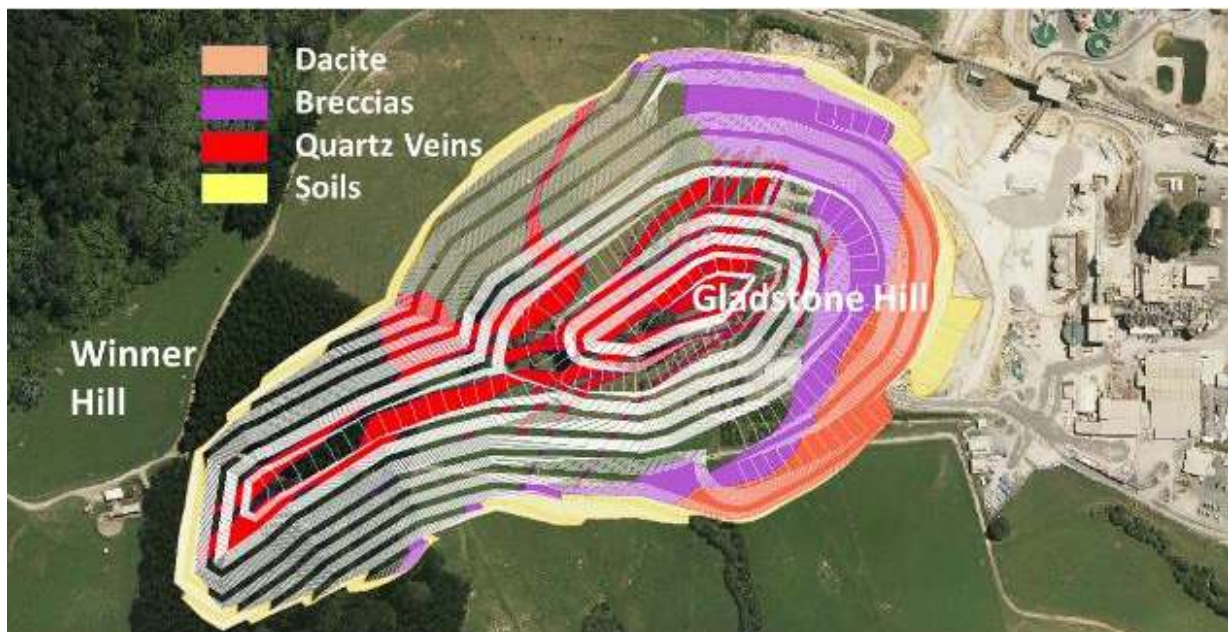 Dacite
Breccias
Quartz Veins
Soils
Gladstone Hill
Winner
Hill